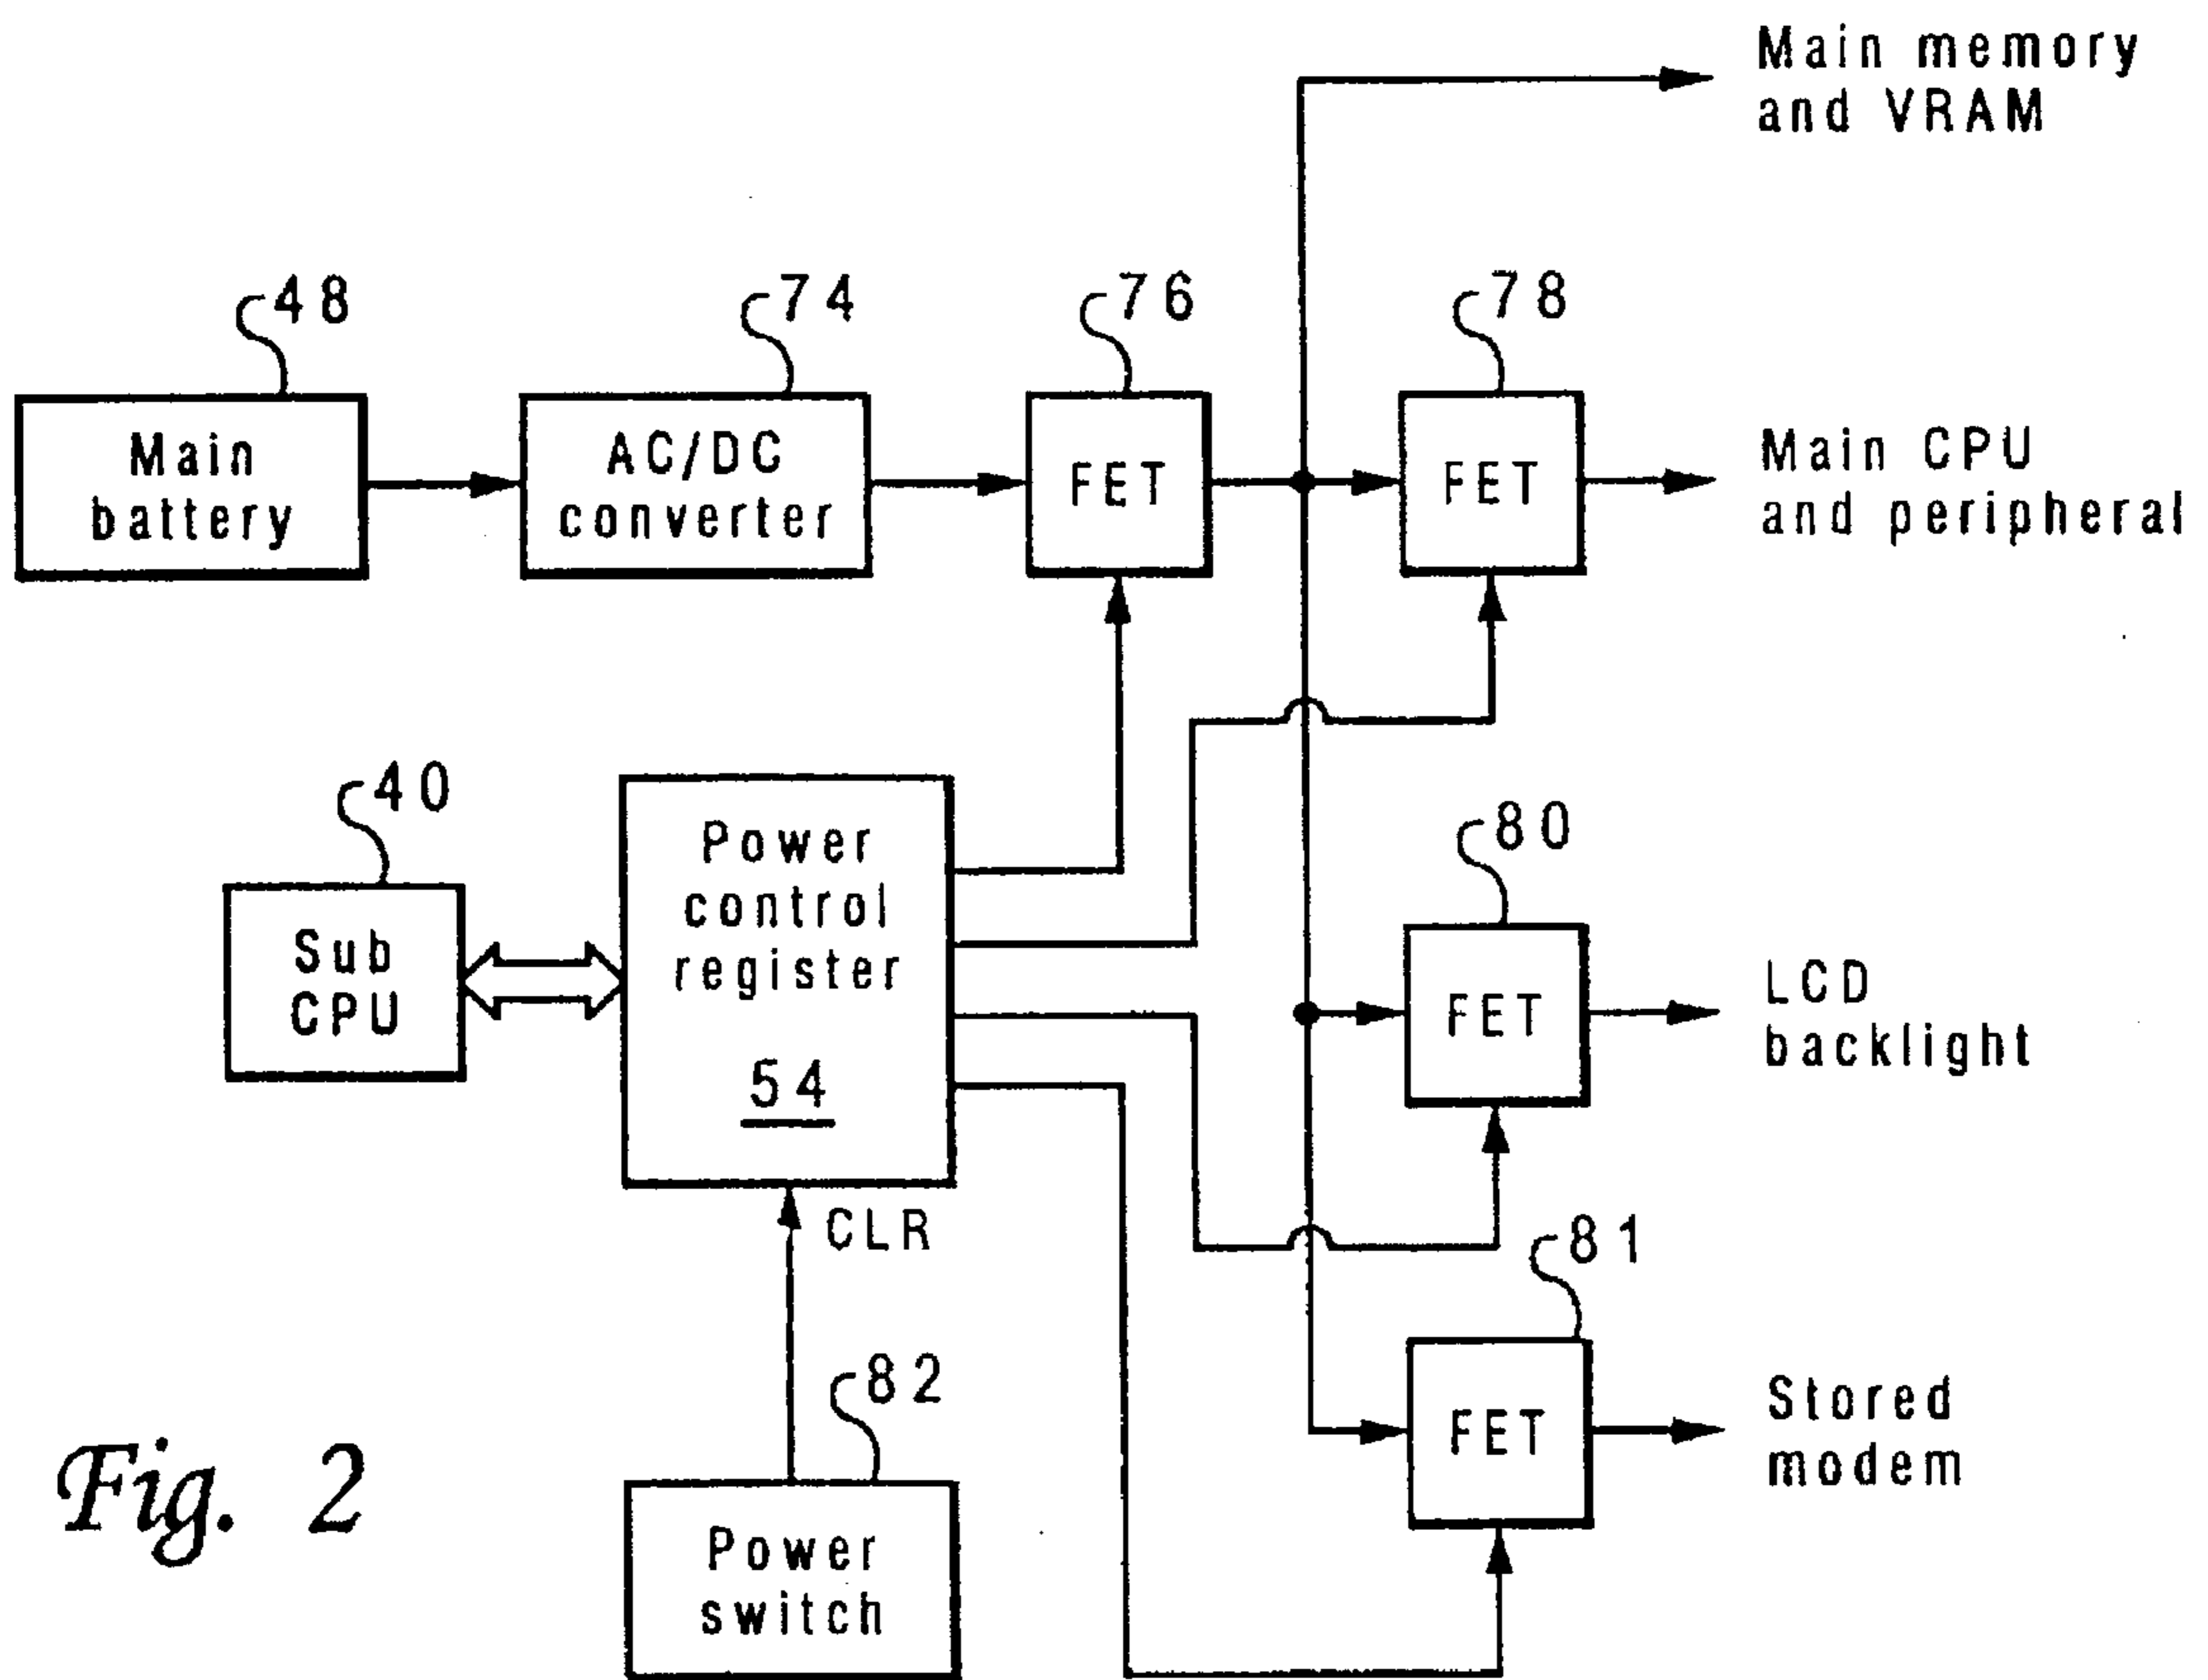 Main memory
and VRAM
48
74
76
78
Main
battery
AC/DC
converter
FET
FET
Main CPU
and peripheral
40
Power
control
register
54
80
Sub
CPU
FET
LCD
backlight
CLR
81
82
FET
Stored
modem
Power
switch
Fig. 2